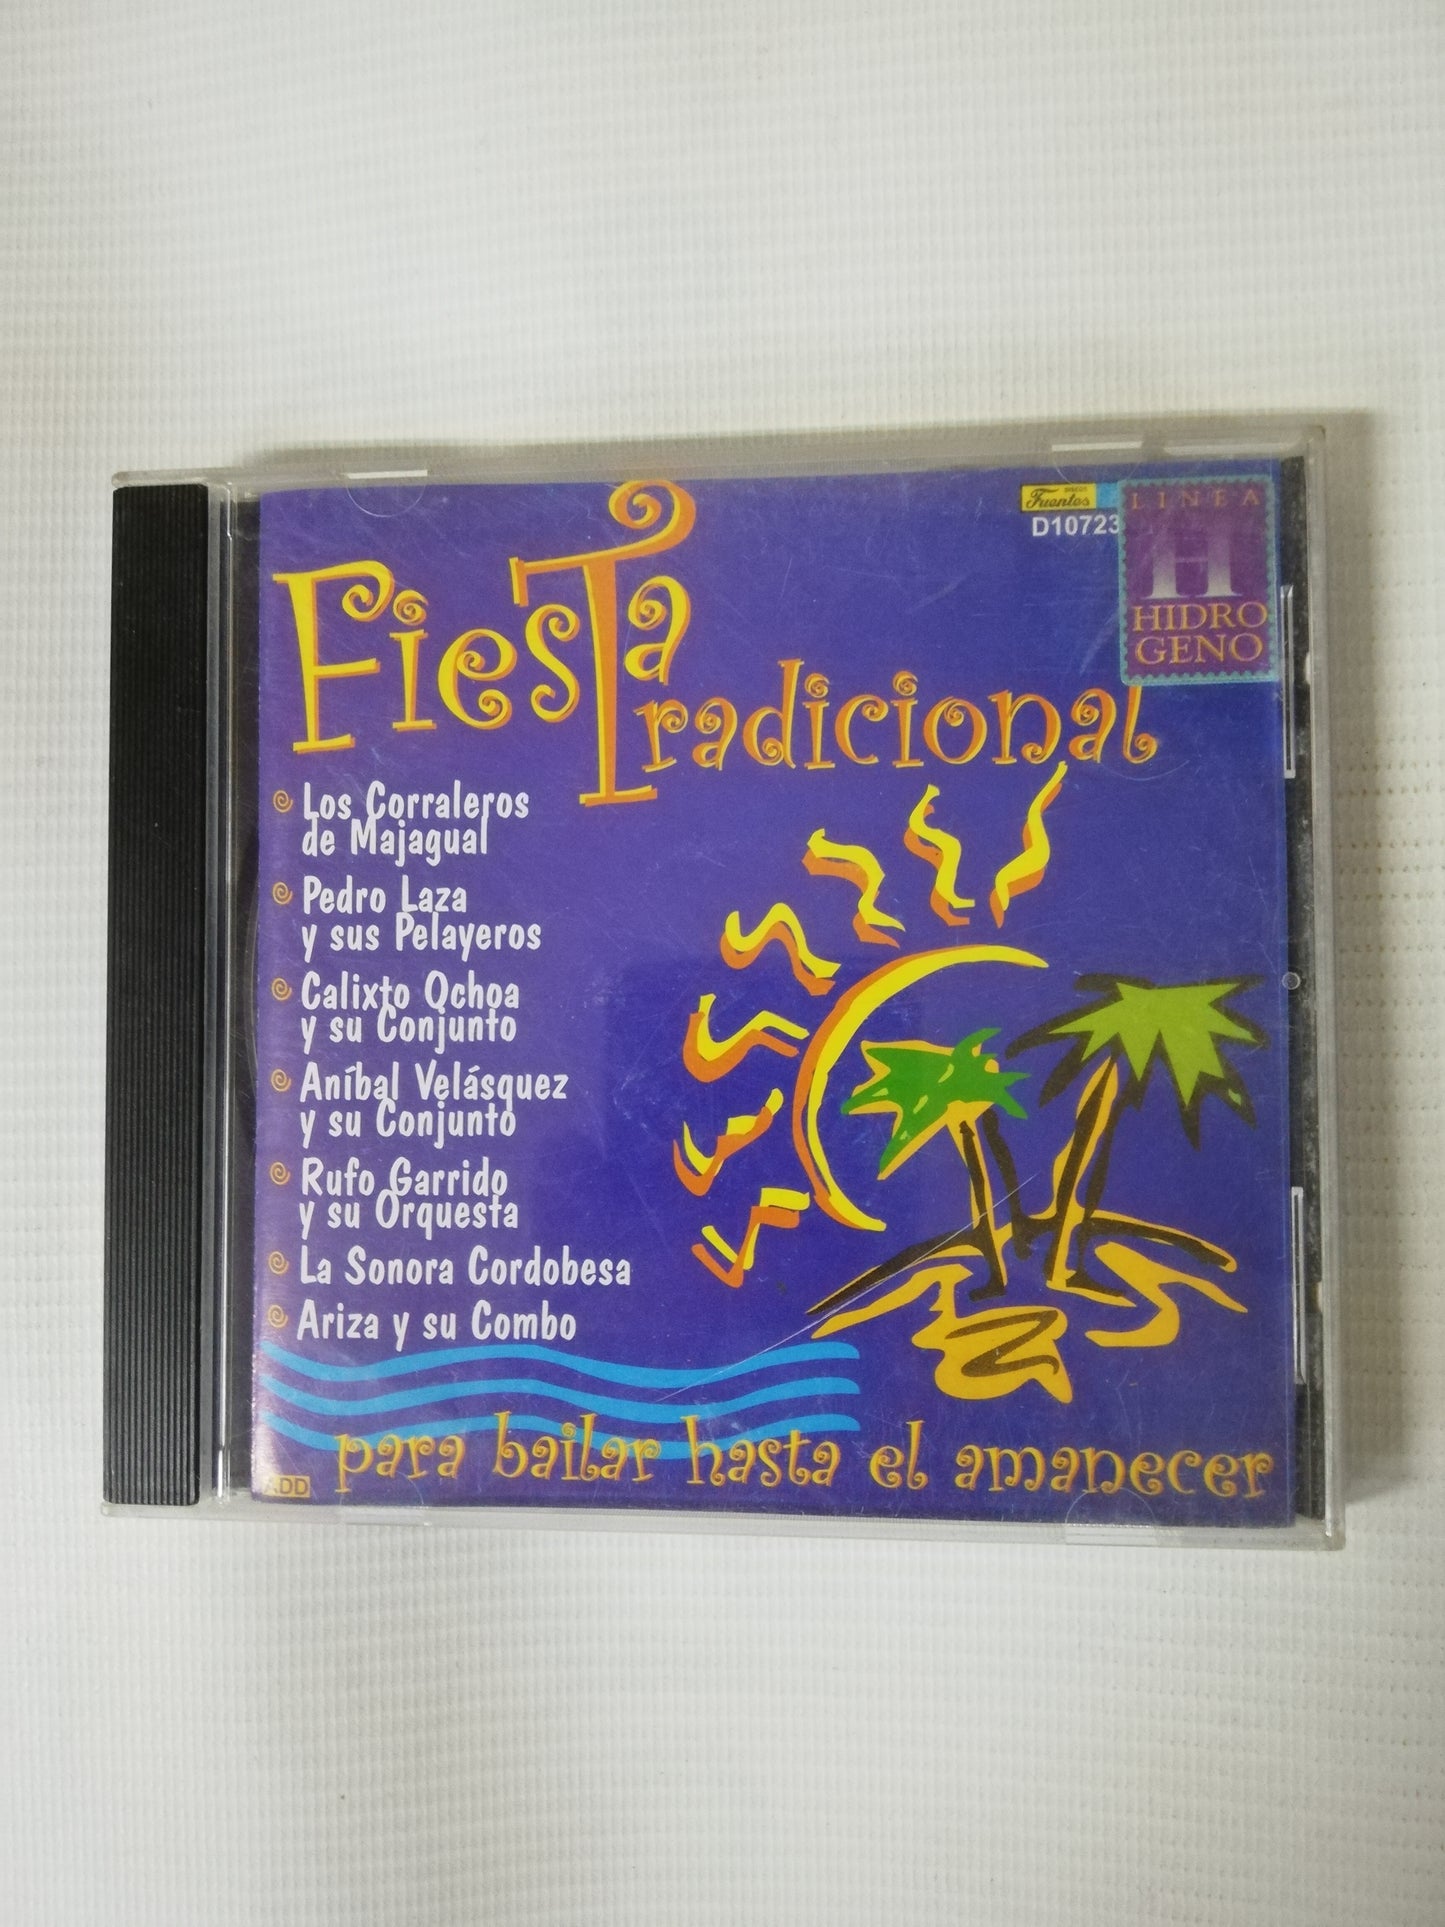 DISCOS
Fuentes
D10723
LINEA
H
HIDRO
GENO
Fiesta
Tradicional
Los Corraleros
de Majagual
Pedro Laza
y sus Pelayeros
Calixto Ochoa
y su Conjunto
Aníbal Velásquez
y su Conjunto
Rufo Garrido
y su Orquesta
La Sonora Cordobesa
Ariza y su Combo
para bailar hasta el amanecer
ADD